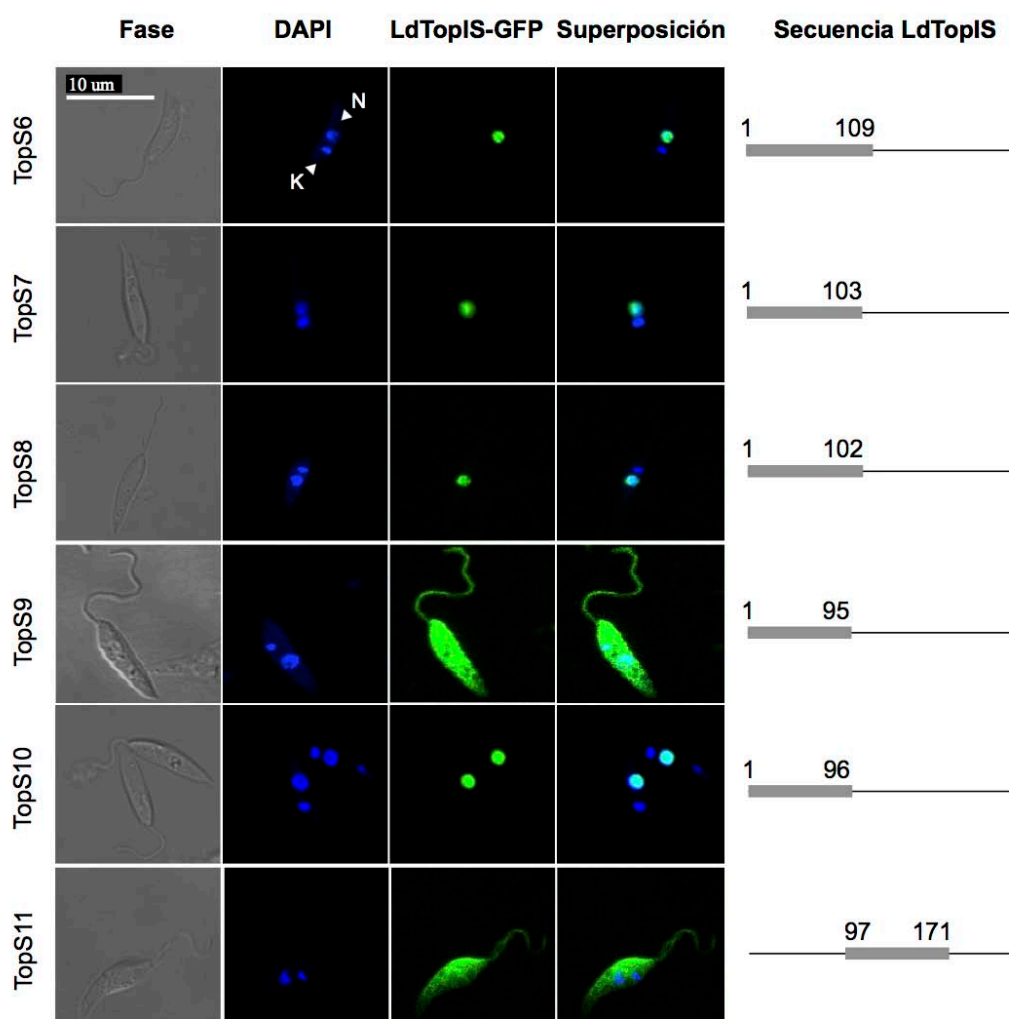 Fase DAPI LdTopIS-GFP Superposición Secuencia LdTopIS
10 um
N
K
TopS6
1 109
TopS7
1 103
TopS8
1 102
TopS9
1 95
TopS10
1 96
TopS11
97 171